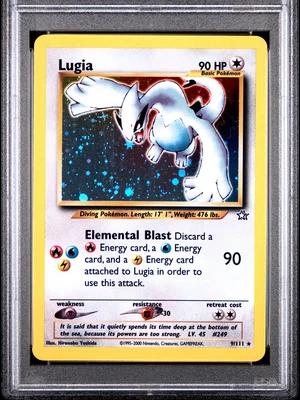 Lugia 90 HP
Basic Pokémon
Diving Pokémon. Length: 17' 1", Weight: 476 lbs.
Elemental Blast Discard a
Energy card, a Energy
card, and a Energy card
attached to Lugia in order to
use this attack.
90
weakness resistance retreat cost
-30
It is said that it quietly spends its time deep at the bottom of
the sea, because its powers are too strong. LV. 45 #249
Illus. Hironobu Yoshida ©1995-2000 Nintendo, Creatures, GAMEFREAK. 9/111